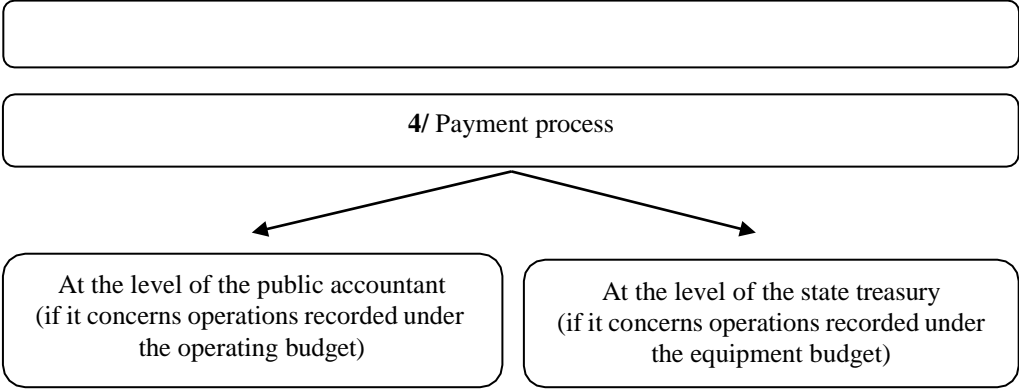 4/ Payment process
At the level of the public accountant
(if it concerns operations recorded under
the operating budget)
At the level of the state treasury
(if it concerns operations recorded under
the equipment budget)